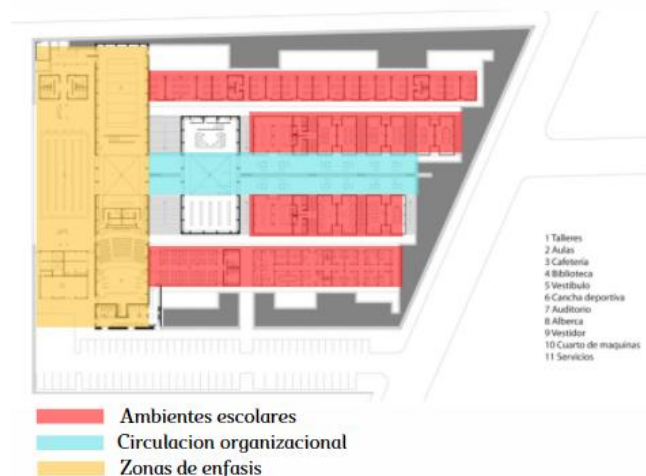 1 Talleres
2 Aulas
3 Cafetería
4 Biblioteca
5 Vestíbulo
6 Cancha deportiva
7 Auditorio
8 Alberca
9 Vestidor
10 Cuarto de maquinas
11 Servicios
Ambientes escolares
Circulacion organizacional
Zonas de enfasis